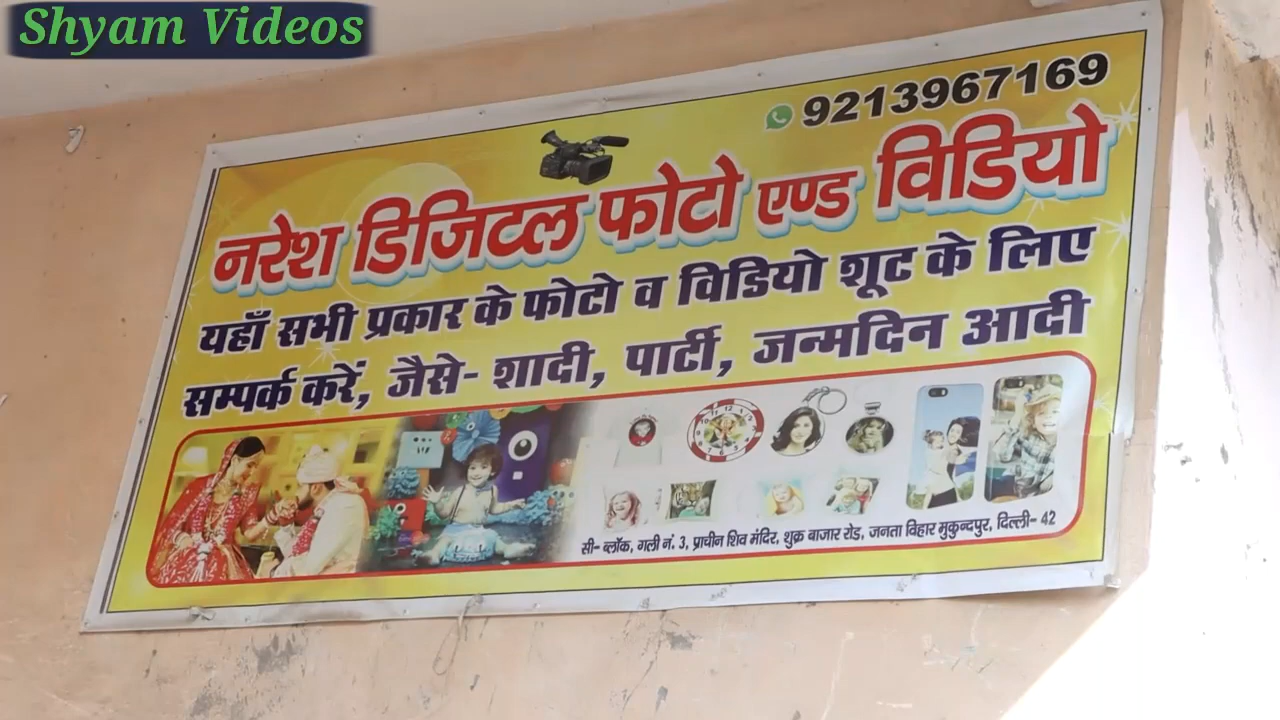 Shyam Videos
9213967169
नरेश डिजिटल फोटो एण्ड विडियो
यहाँ सभी प्रकार के फोटो व विडियो शूट के लिए
सम्पर्क करें, जैसे- शादी, पार्टी, जन्मदिन आदी
सी- ब्लॉक, गली नं. 3, प्राचीन शिव मंदिर, शुक्र बाजार रोड, जनता विहार मुकुन्दपुर, दिल्ली- 42